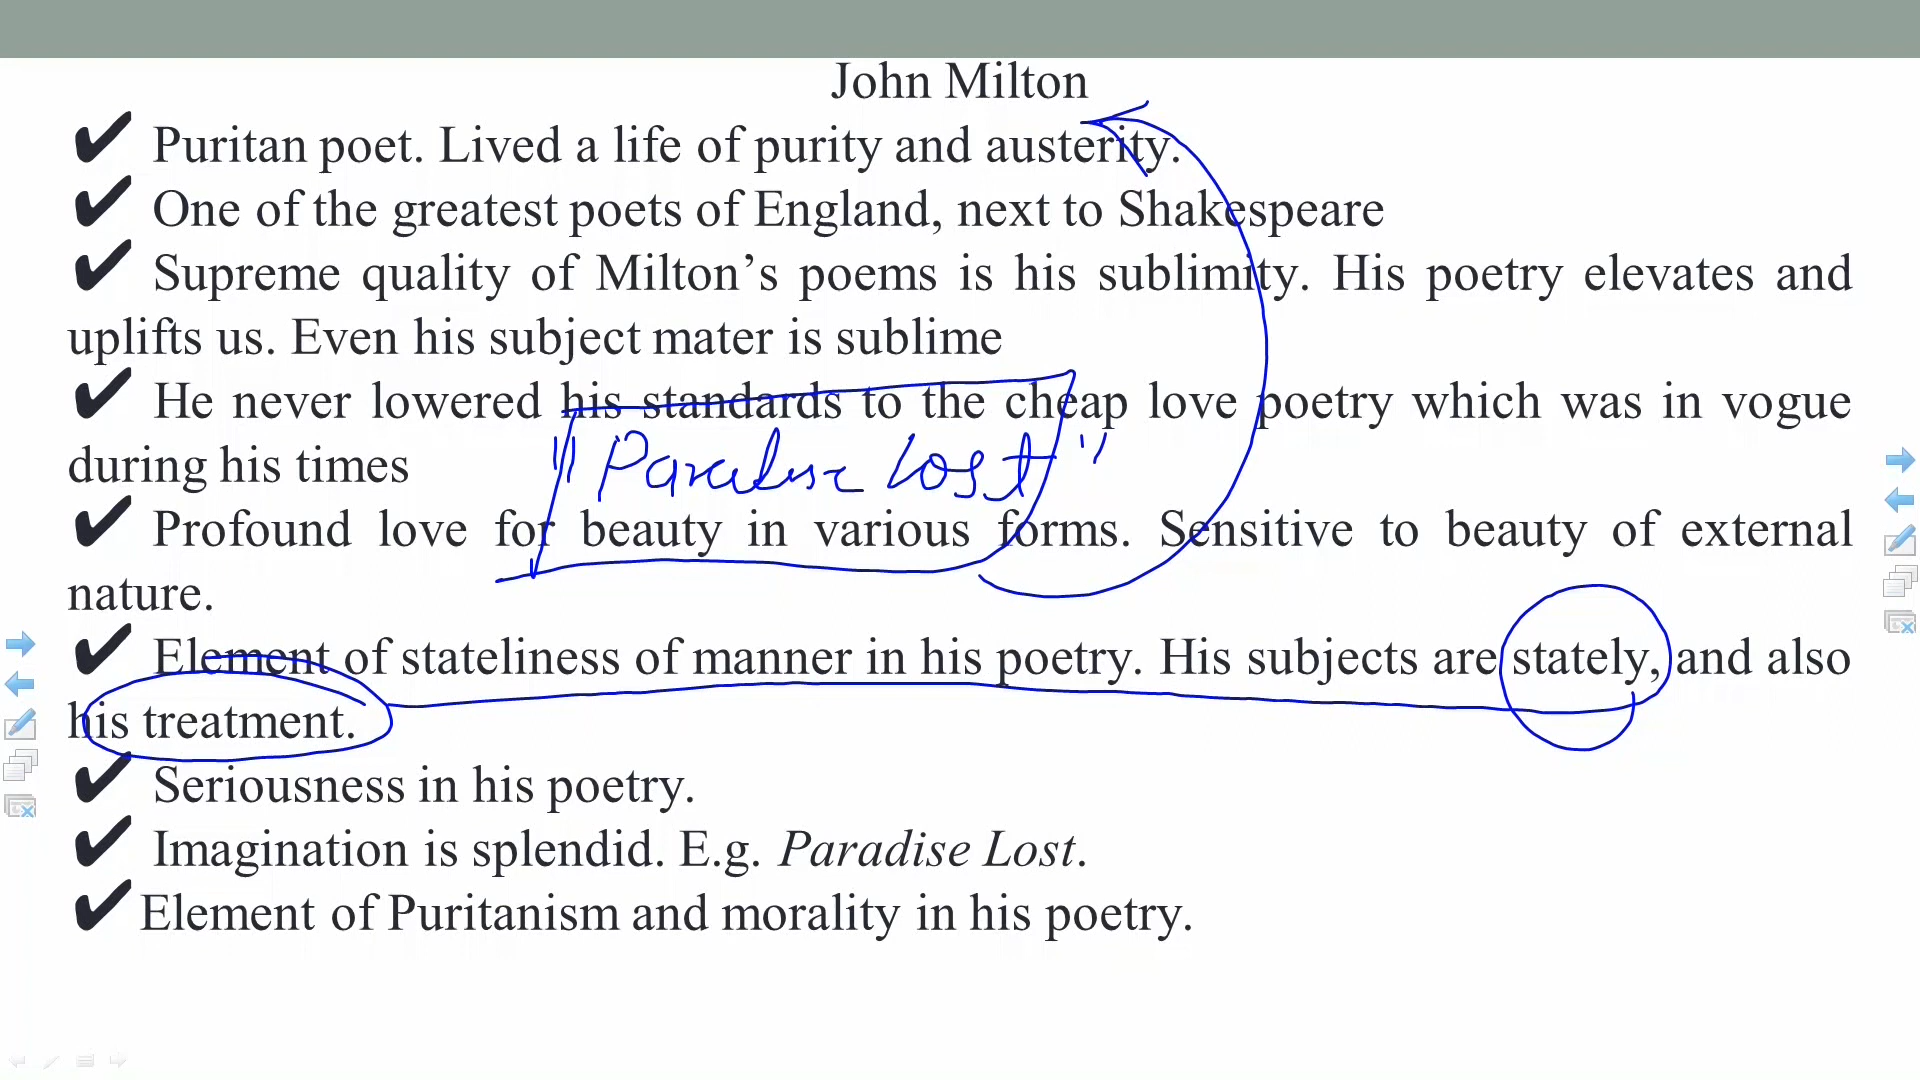 John Milton
✔ Puritan poet. Lived a life of purity and austerity.
✔ One of the greatest poets of England, next to Shakespeare
✔ Supreme quality of Milton’s poems is his sublimity. His poetry elevates and
uplifts us. Even his subject mater is sublime
✔ He never lowered his standards to the cheap love poetry which was in vogue
during his times
"Paradise Lost"
✔ Profound love for beauty in various forms. Sensitive to beauty of external
nature.
✔ Element of stateliness of manner in his poetry. His subjects are stately, and also
his treatment.
✔ Seriousness in his poetry.
✔ Imagination is splendid. E.g. Paradise Lost.
✔ Element of Puritanism and morality in his poetry.